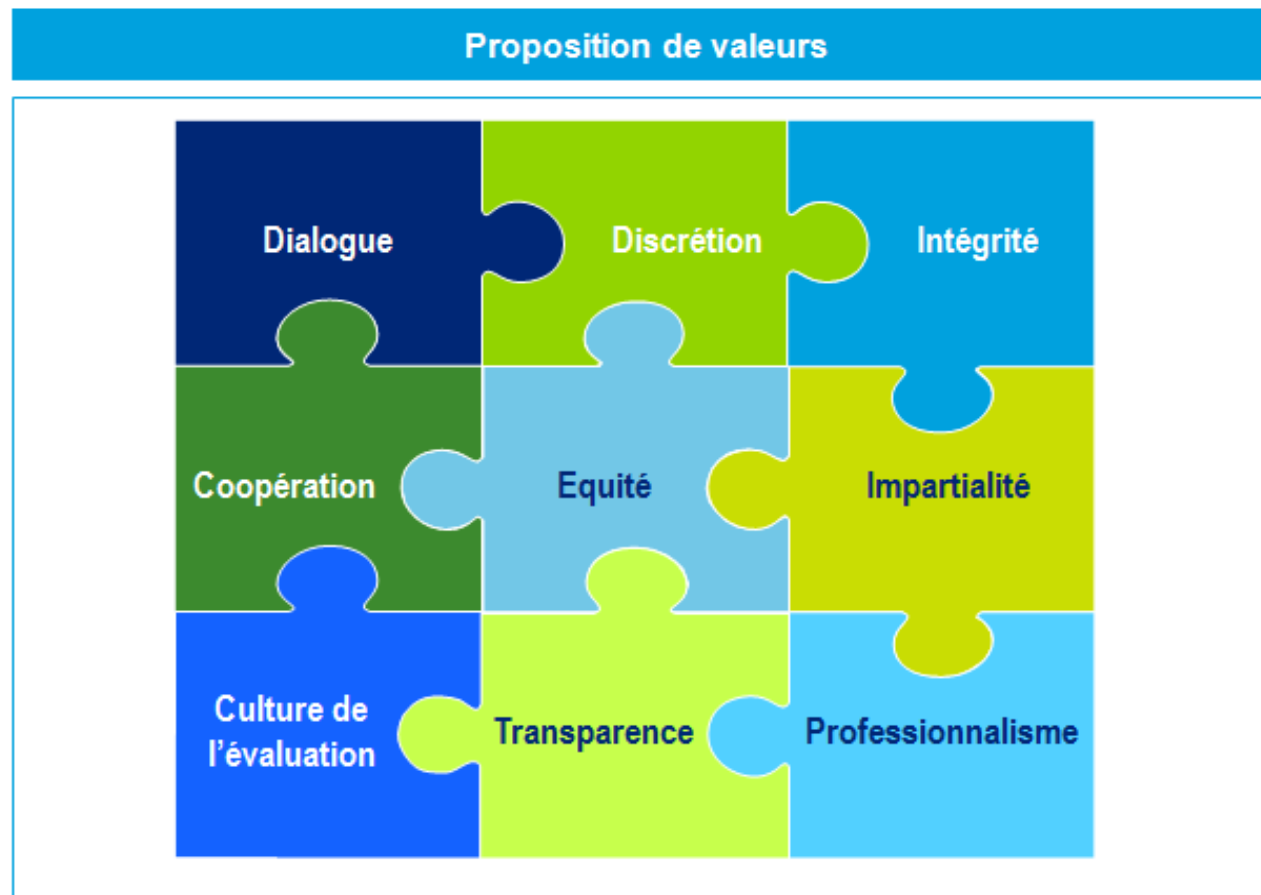 Proposition de valeurs
Dialogue
Discrétion
Intégrité
Coopération
Equité
Impartialité
Culture de
l'évaluation
Transparence
Professionnalisme